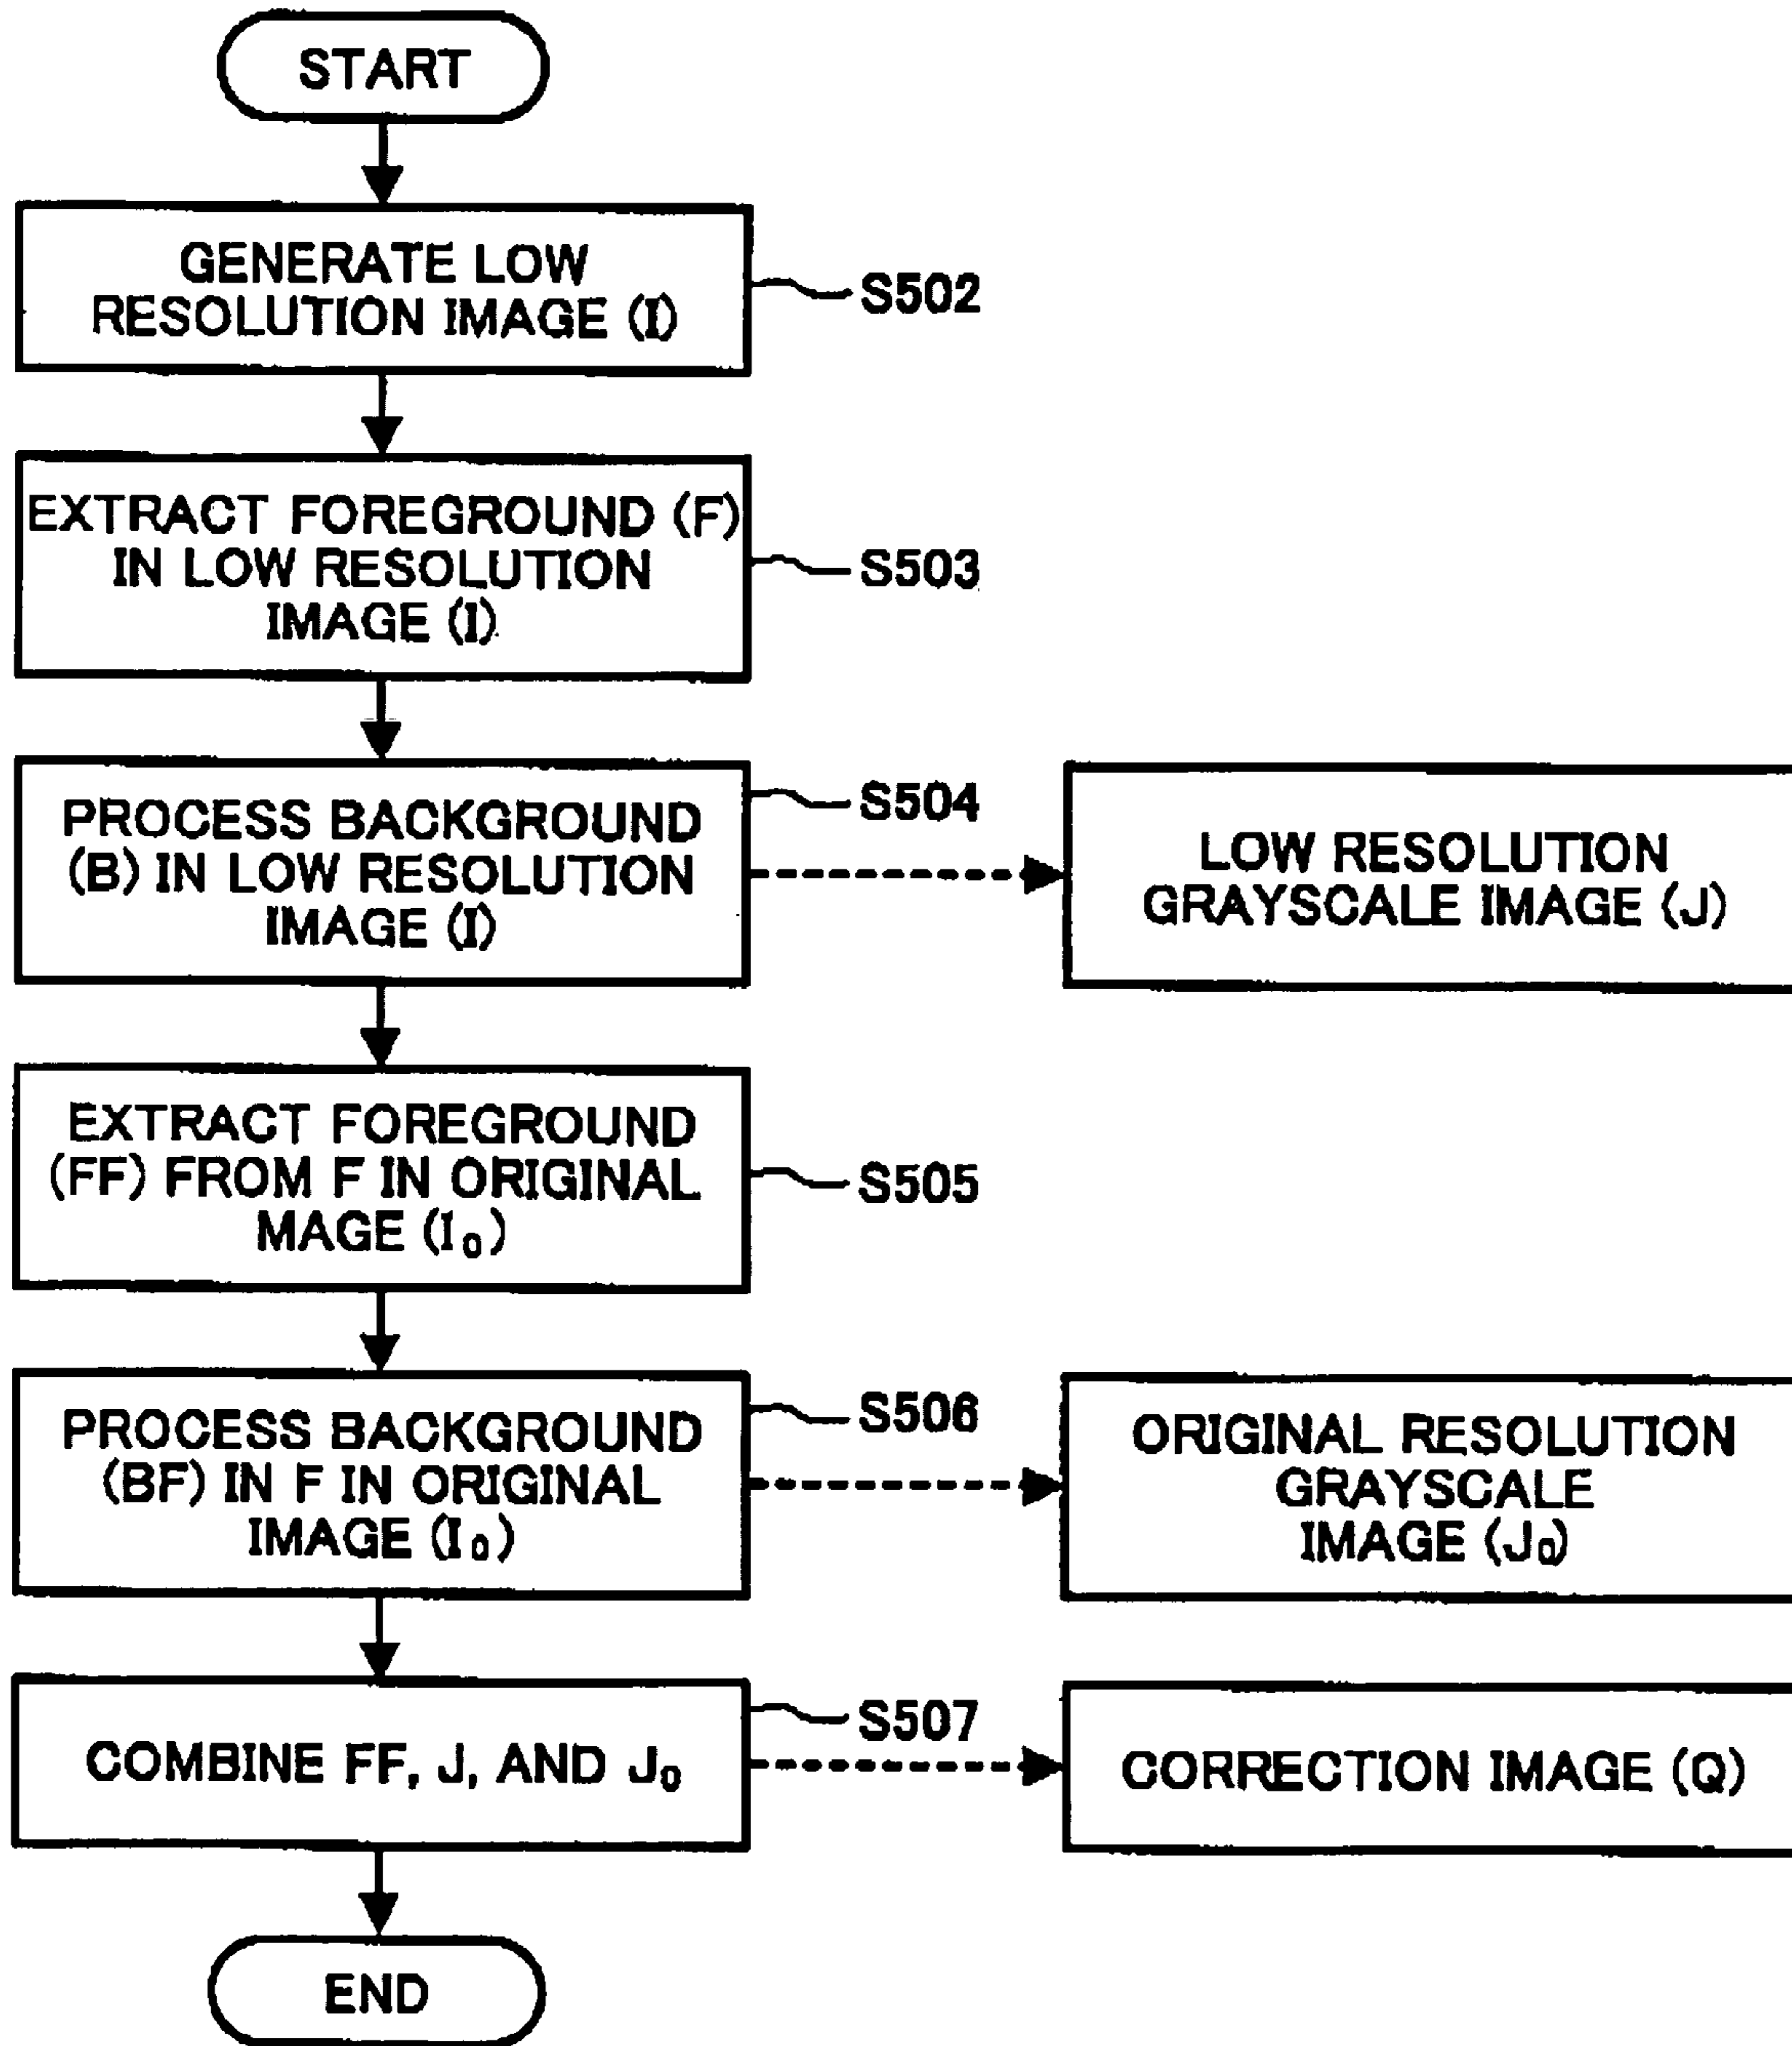 START
GENERATE LOW
RESOLUTION IMAGE (I)
S502
EXTRACT FOREGROUND (F)
IN LOW RESOLUTION
IMAGE (I)
S503
PROCESS BACKGROUND
(B) IN LOW RESOLUTION
IMAGE (I)
S504
LOW RESOLUTION
GRAYSCALE IMAGE (J)
EXTRACT FOREGROUND
(FF) FROM F IN ORIGINAL
MAGE (I₀)
S505
PROCESS BACKGROUND
(BF) IN F IN ORIGINAL
IMAGE (I₀)
S506
ORIGINAL RESOLUTION
GRAYSCALE
IMAGE (J₀)
COMBINE FF, J, AND J₀
S507
CORRECTION IMAGE (Q)
END